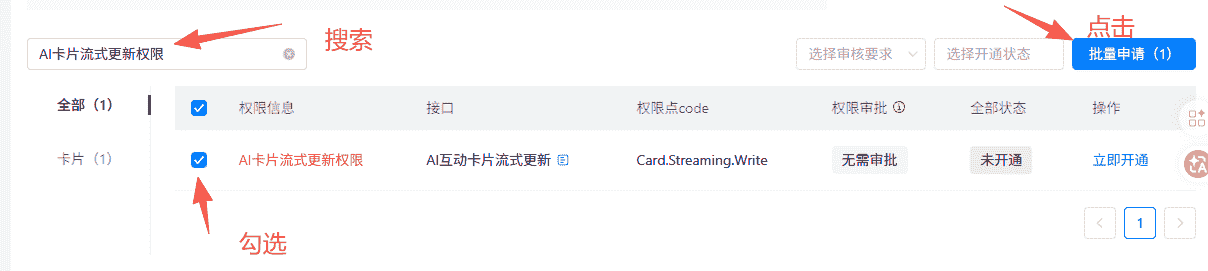 点击
搜索
AI卡片流式更新权限
选择审核要求
选择开通状态
批量申请（1）
全部（1）
权限信息
接口
权限点code
权限审批
全部状态
操作
卡片（1）
AI卡片流式更新权限
AI互动卡片流式更新
Card.Streaming.Write
无需审批
未开通
立即开通
1
勾选